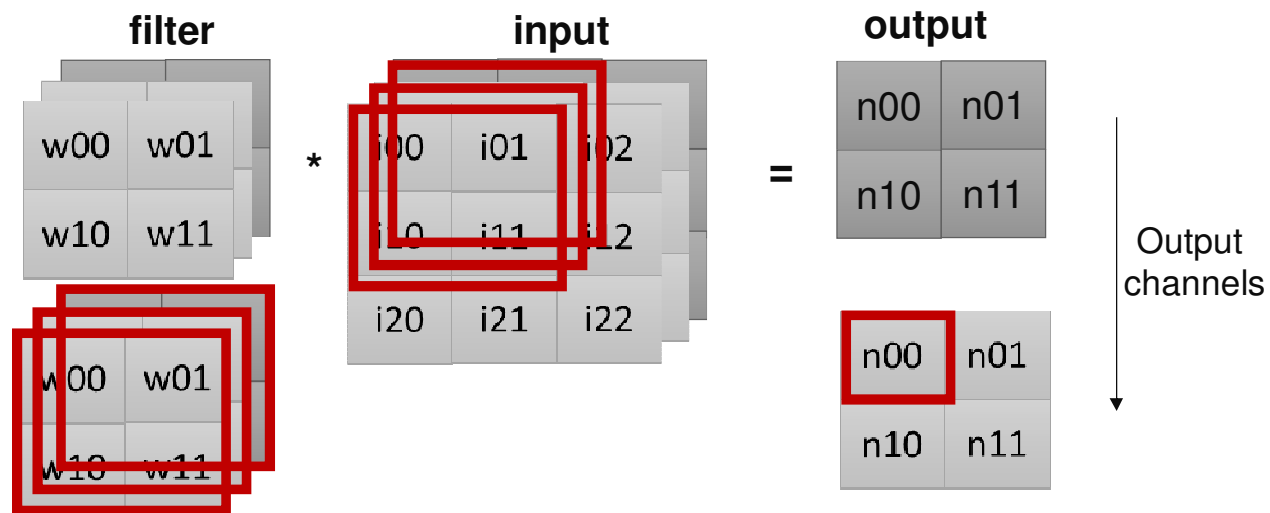 filter
input
output
w00 w01
w10 w11
*
i00 i01 i02
i10 i11 i12
i20 i21 i22
=
n00 n01
n10 n11
Output
channels
w00 w01
w10 w11
n00 n01
n10 n11